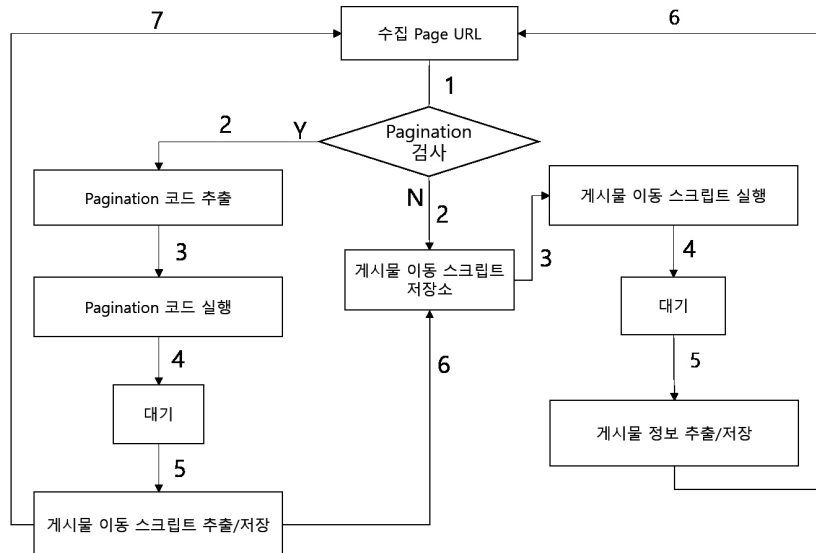 7
수집 Page URL
6
1
2
Y
Pagination
검사
Pagination 코드 추출
N
2
게시물 이동 스크립트 실행
3
게시물 이동 스크립트
저장소
3
4
Pagination 코드 실행
대기
4
6
5
대기
게시물 정보 추출/저장
5
게시물 이동 스크립트 추출/저장